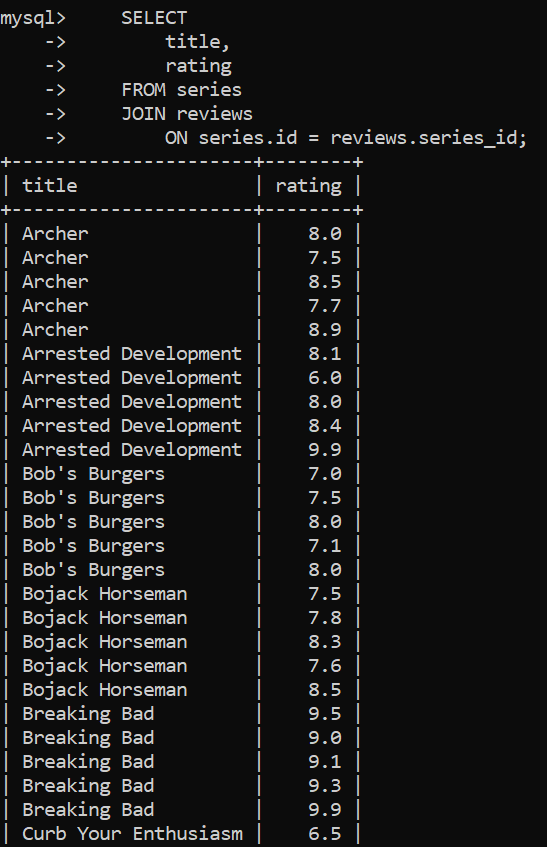 mysql>     SELECT
    ->         title,
    ->         rating
    ->     FROM series
    ->     JOIN reviews
    ->         ON series.id = reviews.series_id;
+----------------------+--------+
| title                | rating |
+----------------------+--------+
| Archer               |    8.0 |
| Archer               |    7.5 |
| Archer               |    8.5 |
| Archer               |    7.7 |
| Archer               |    8.9 |
| Arrested Development |    8.1 |
| Arrested Development |    6.0 |
| Arrested Development |    8.0 |
| Arrested Development |    8.4 |
| Arrested Development |    9.9 |
| Bob's Burgers        |    7.0 |
| Bob's Burgers        |    7.5 |
| Bob's Burgers        |    8.0 |
| Bob's Burgers        |    7.1 |
| Bob's Burgers        |    8.0 |
| Bojack Horseman      |    7.5 |
| Bojack Horseman      |    7.8 |
| Bojack Horseman      |    8.3 |
| Bojack Horseman      |    7.6 |
| Bojack Horseman      |    8.5 |
| Breaking Bad         |    9.5 |
| Breaking Bad         |    9.0 |
| Breaking Bad         |    9.1 |
| Breaking Bad         |    9.3 |
| Breaking Bad         |    9.9 |
| Curb Your Enthusiasm |    6.5 |